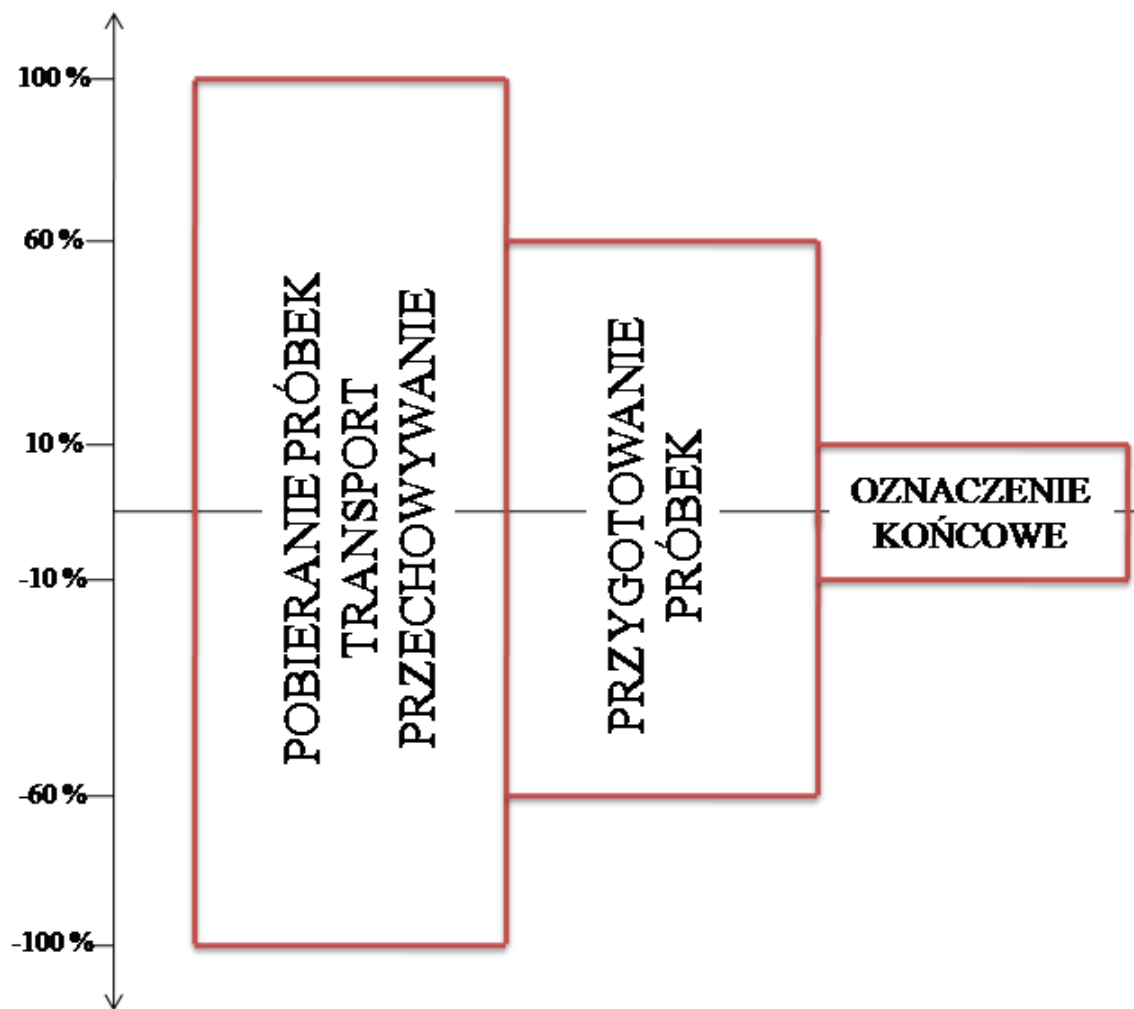 100 %
60 %
10 %
-10 %
-60 %
-100 %
POBIERANIE PRÓBEK
TRANSPORT
PRZECHOWYWANIE
PRZYGOTOWANIE
PRÓBEK
OZNACZENIE
KOŃCOWE